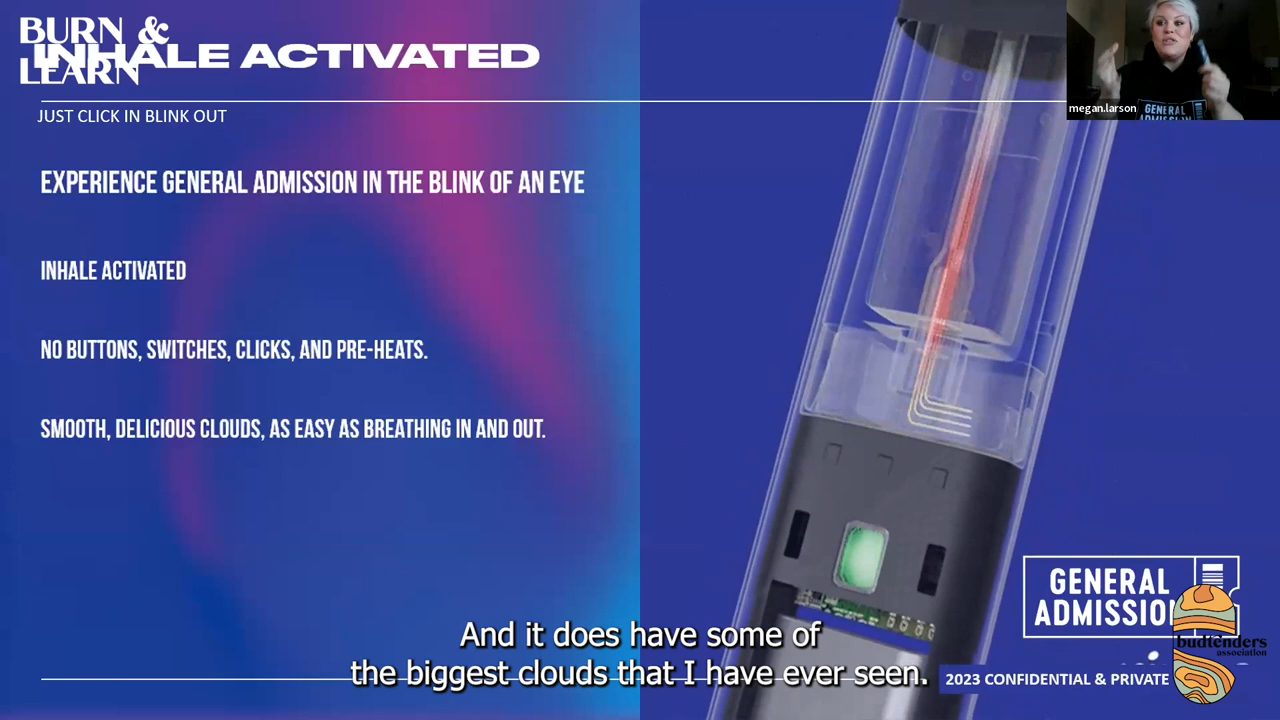 BURN &
LEARN
INHALE ACTIVATED
JUST CLICK IN BLINK OUT
EXPERIENCE GENERAL ADMISSION IN THE BLINK OF AN EYE
INHALE ACTIVATED
NO BUTTONS, SWITCHES, CLICKS, AND PRE-HEATS.
SMOOTH, DELICIOUS CLOUDS, AS EASY AS BREATHING IN AND OUT.
megan.larson
GENERAL
ADMISSION
GENERAL
ADMISSIO
budtenders
association
And it does have some of
the biggest clouds that I have ever seen.
2023 CONFIDENTIAL & PRIVATE